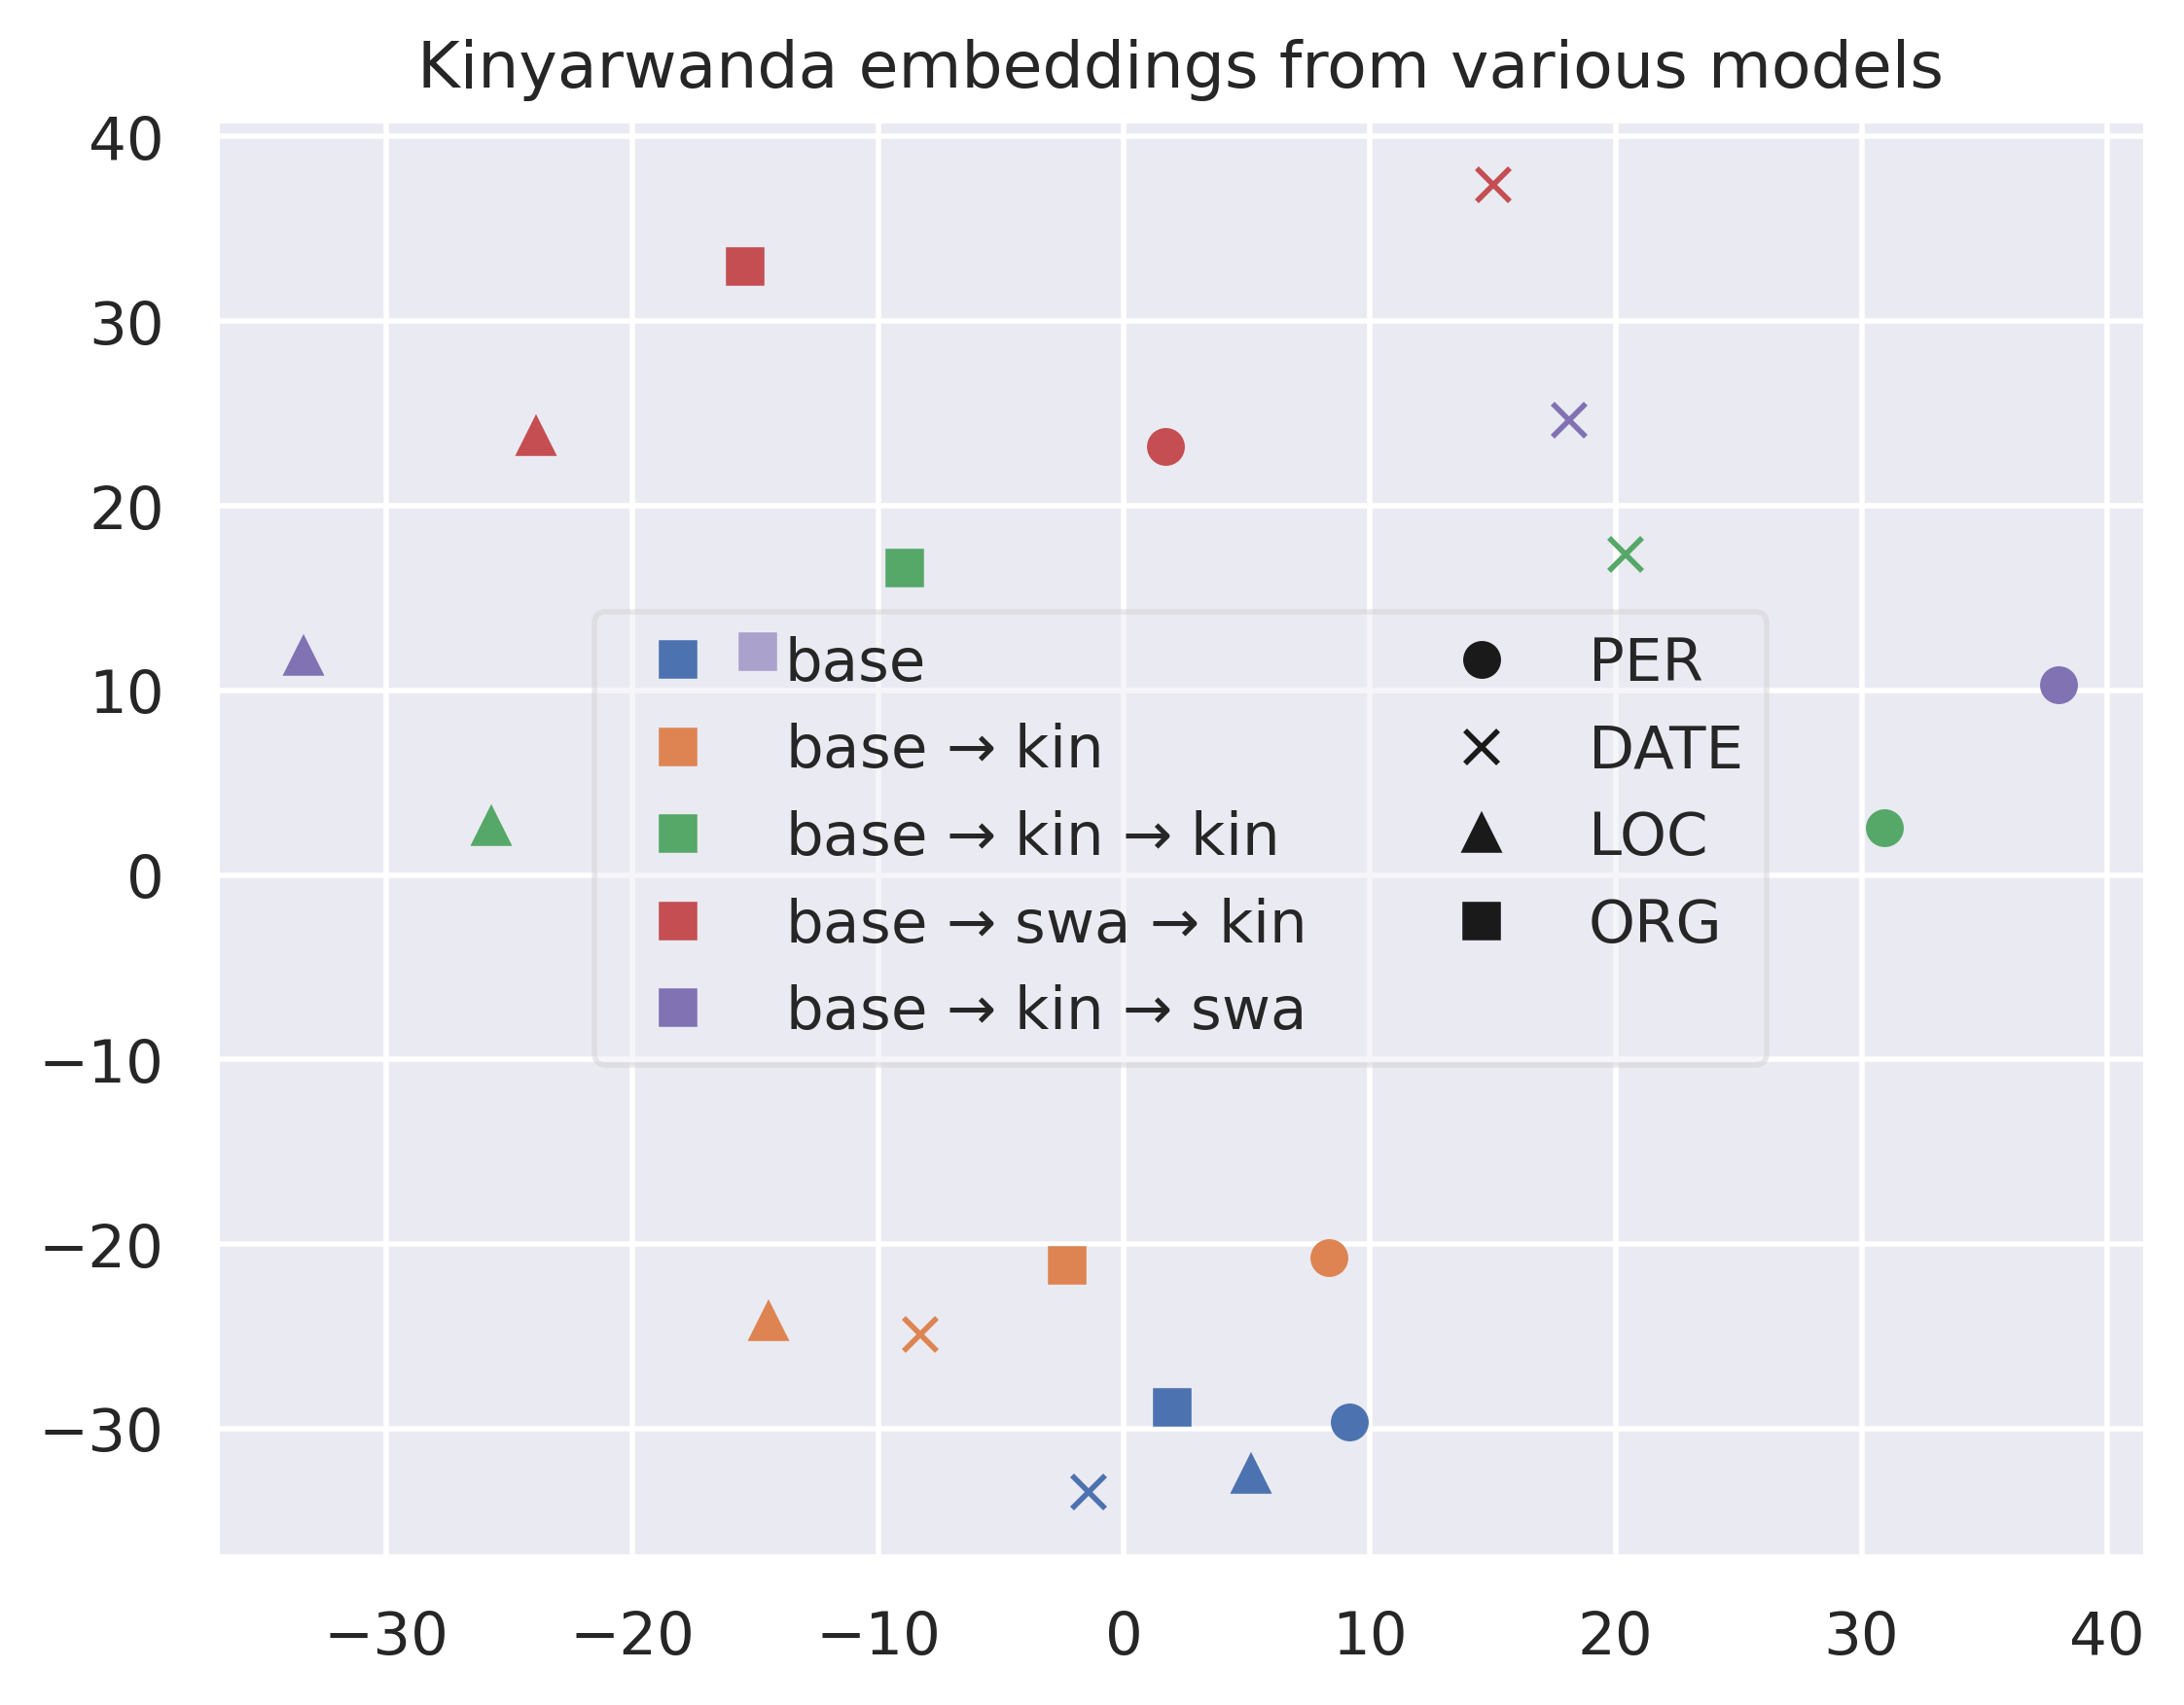 Kinyarwanda embeddings from various models
40
30
20
10
0
−10
−20
−30
base
base → kin
base → kin → kin
base → swa → kin
base → kin → swa
PER
DATE
LOC
ORG
−30 −20 −10 0 10 20 30 40